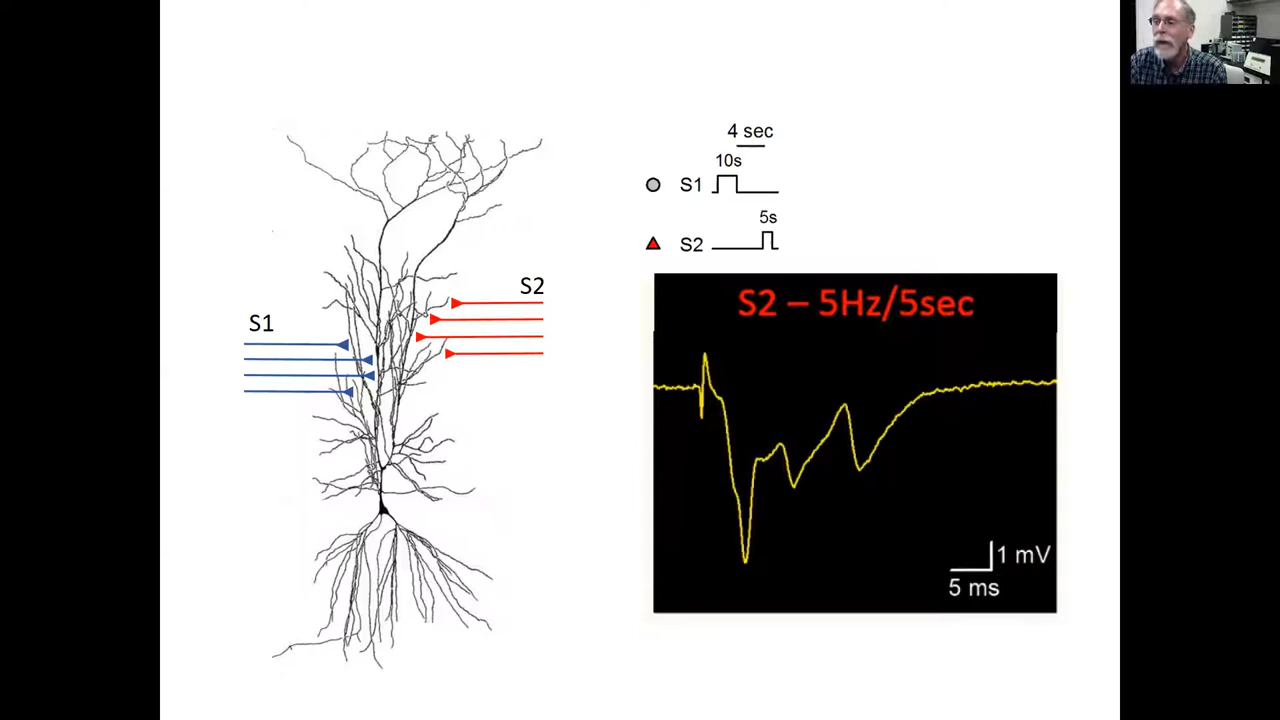 4 sec
10s
S1
5s
S2
S2
S1
S2 – 5Hz/5sec
1 mV
5 ms